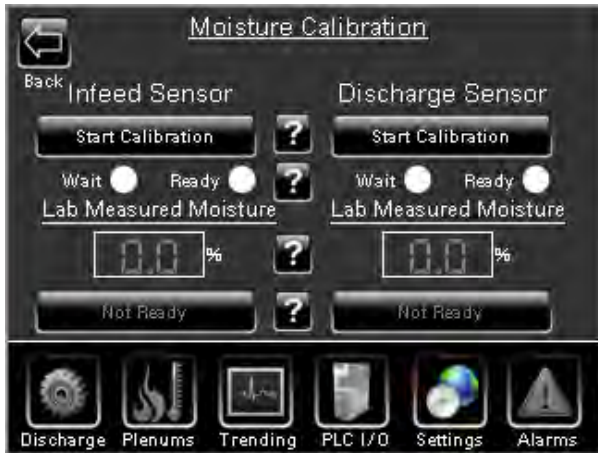 Moisture Calibration
Back
Infeed Sensor Discharge Sensor
Start Calibration ? Start Calibration
Wait Ready ? Wait Ready
Lab Measured Moisture Lab Measured Moisture
0.0 % ? 0.0 %
Not Ready ? Not Ready
Discharge Plenums Trending PLC I/O Settings Alarms